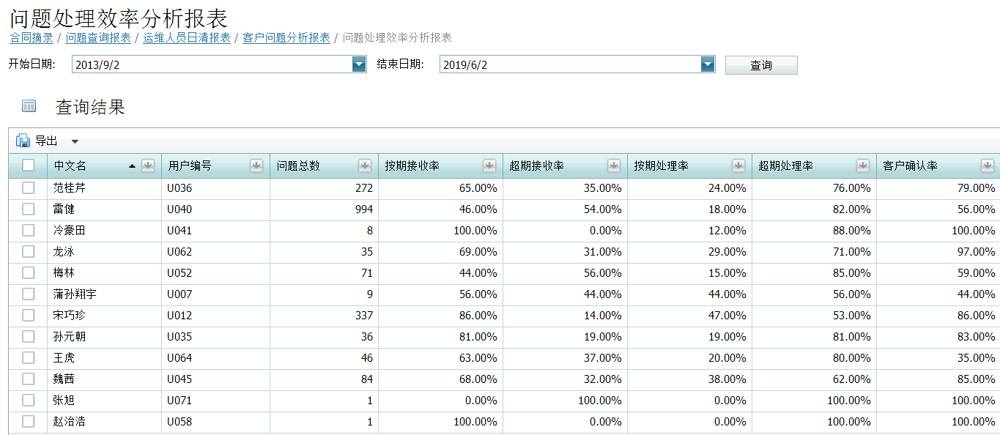 问题处理效率分析报表
合同摘录 / 问题查询报表 / 运维人员日清报表 / 客户问题分析报表 / 问题处理效率分析报表
开始日期: 2013/9/2 结束日期: 2019/6/2 查询
查询结果
导出
中文名 用户编号 问题总数 按期接收率 超期接收率 按期处理率 超期处理率 客户确认率
范桂芹 U036 272 65.00% 35.00% 24.00% 76.00% 79.00%
雷健 U040 994 46.00% 54.00% 18.00% 82.00% 56.00%
冷豪田 U041 8 100.00% 0.00% 12.00% 88.00% 100.00%
龙泳 U062 35 69.00% 31.00% 29.00% 71.00% 97.00%
梅林 U052 71 44.00% 56.00% 15.00% 85.00% 59.00%
蒲孙翔宇 U007 9 56.00% 44.00% 44.00% 56.00% 44.00%
宋巧珍 U012 337 86.00% 14.00% 47.00% 53.00% 86.00%
孙元朝 U035 36 81.00% 19.00% 19.00% 81.00% 83.00%
王虎 U064 46 63.00% 37.00% 20.00% 80.00% 35.00%
魏茜 U045 84 68.00% 32.00% 38.00% 62.00% 85.00%
张旭 U071 1 0.00% 100.00% 0.00% 100.00% 100.00%
赵治浩 U058 1 100.00% 0.00% 0.00% 100.00% 100.00%